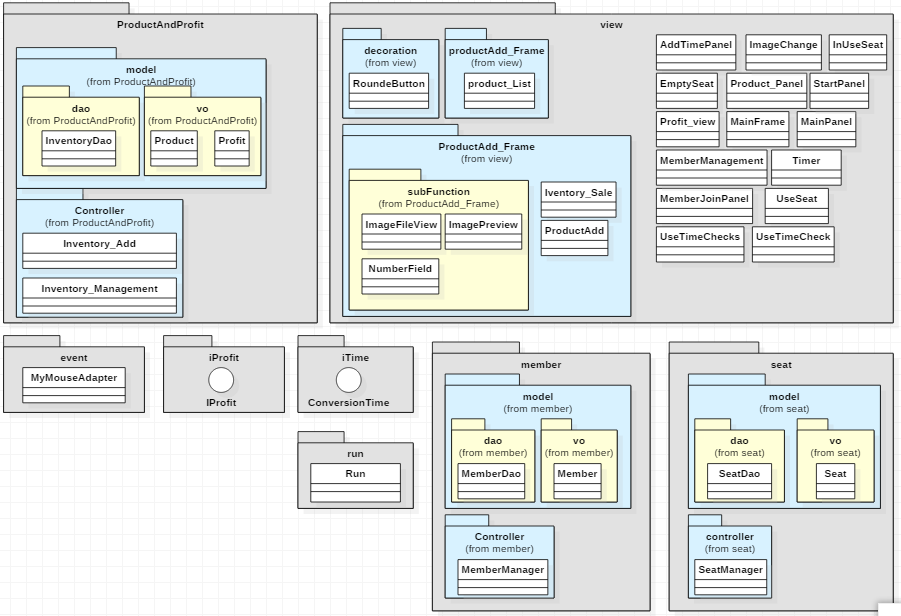 ProductAndProfit
model
(from ProductAndProfit)
dao
(from ProductAndProfit)
InventoryDao
vo
(from ProductAndProfit)
Product
Profit
Controller
(from ProductAndProfit)
Inventory_Add
Inventory_Management
view
decoration
(from view)
RoundeButton
productAdd_Frame
(from view)
product_List
ProductAdd_Frame
(from view)
subFunction
(from ProductAdd_Frame)
ImageFileView
ImagePreview
NumberField
Iventory_Sale
ProductAdd
AddTimePanel
ImageChange
InUseSeat
EmptySeat
Product_Panel
StartPanel
Profit_view
MainFrame
MainPanel
MemberManagement
Timer
MemberJoinPanel
UseSeat
UseTimeChecks
UseTimeCheck
event
MyMouseAdapter
iProfit
IProfit
iTime
ConversionTime
run
Run
member
model
(from member)
dao
(from member)
MemberDao
vo
(from member)
Member
Controller
(from member)
MemberManager
seat
model
(from seat)
dao
(from seat)
SeatDao
vo
(from seat)
Seat
controller
(from seat)
SeatManager